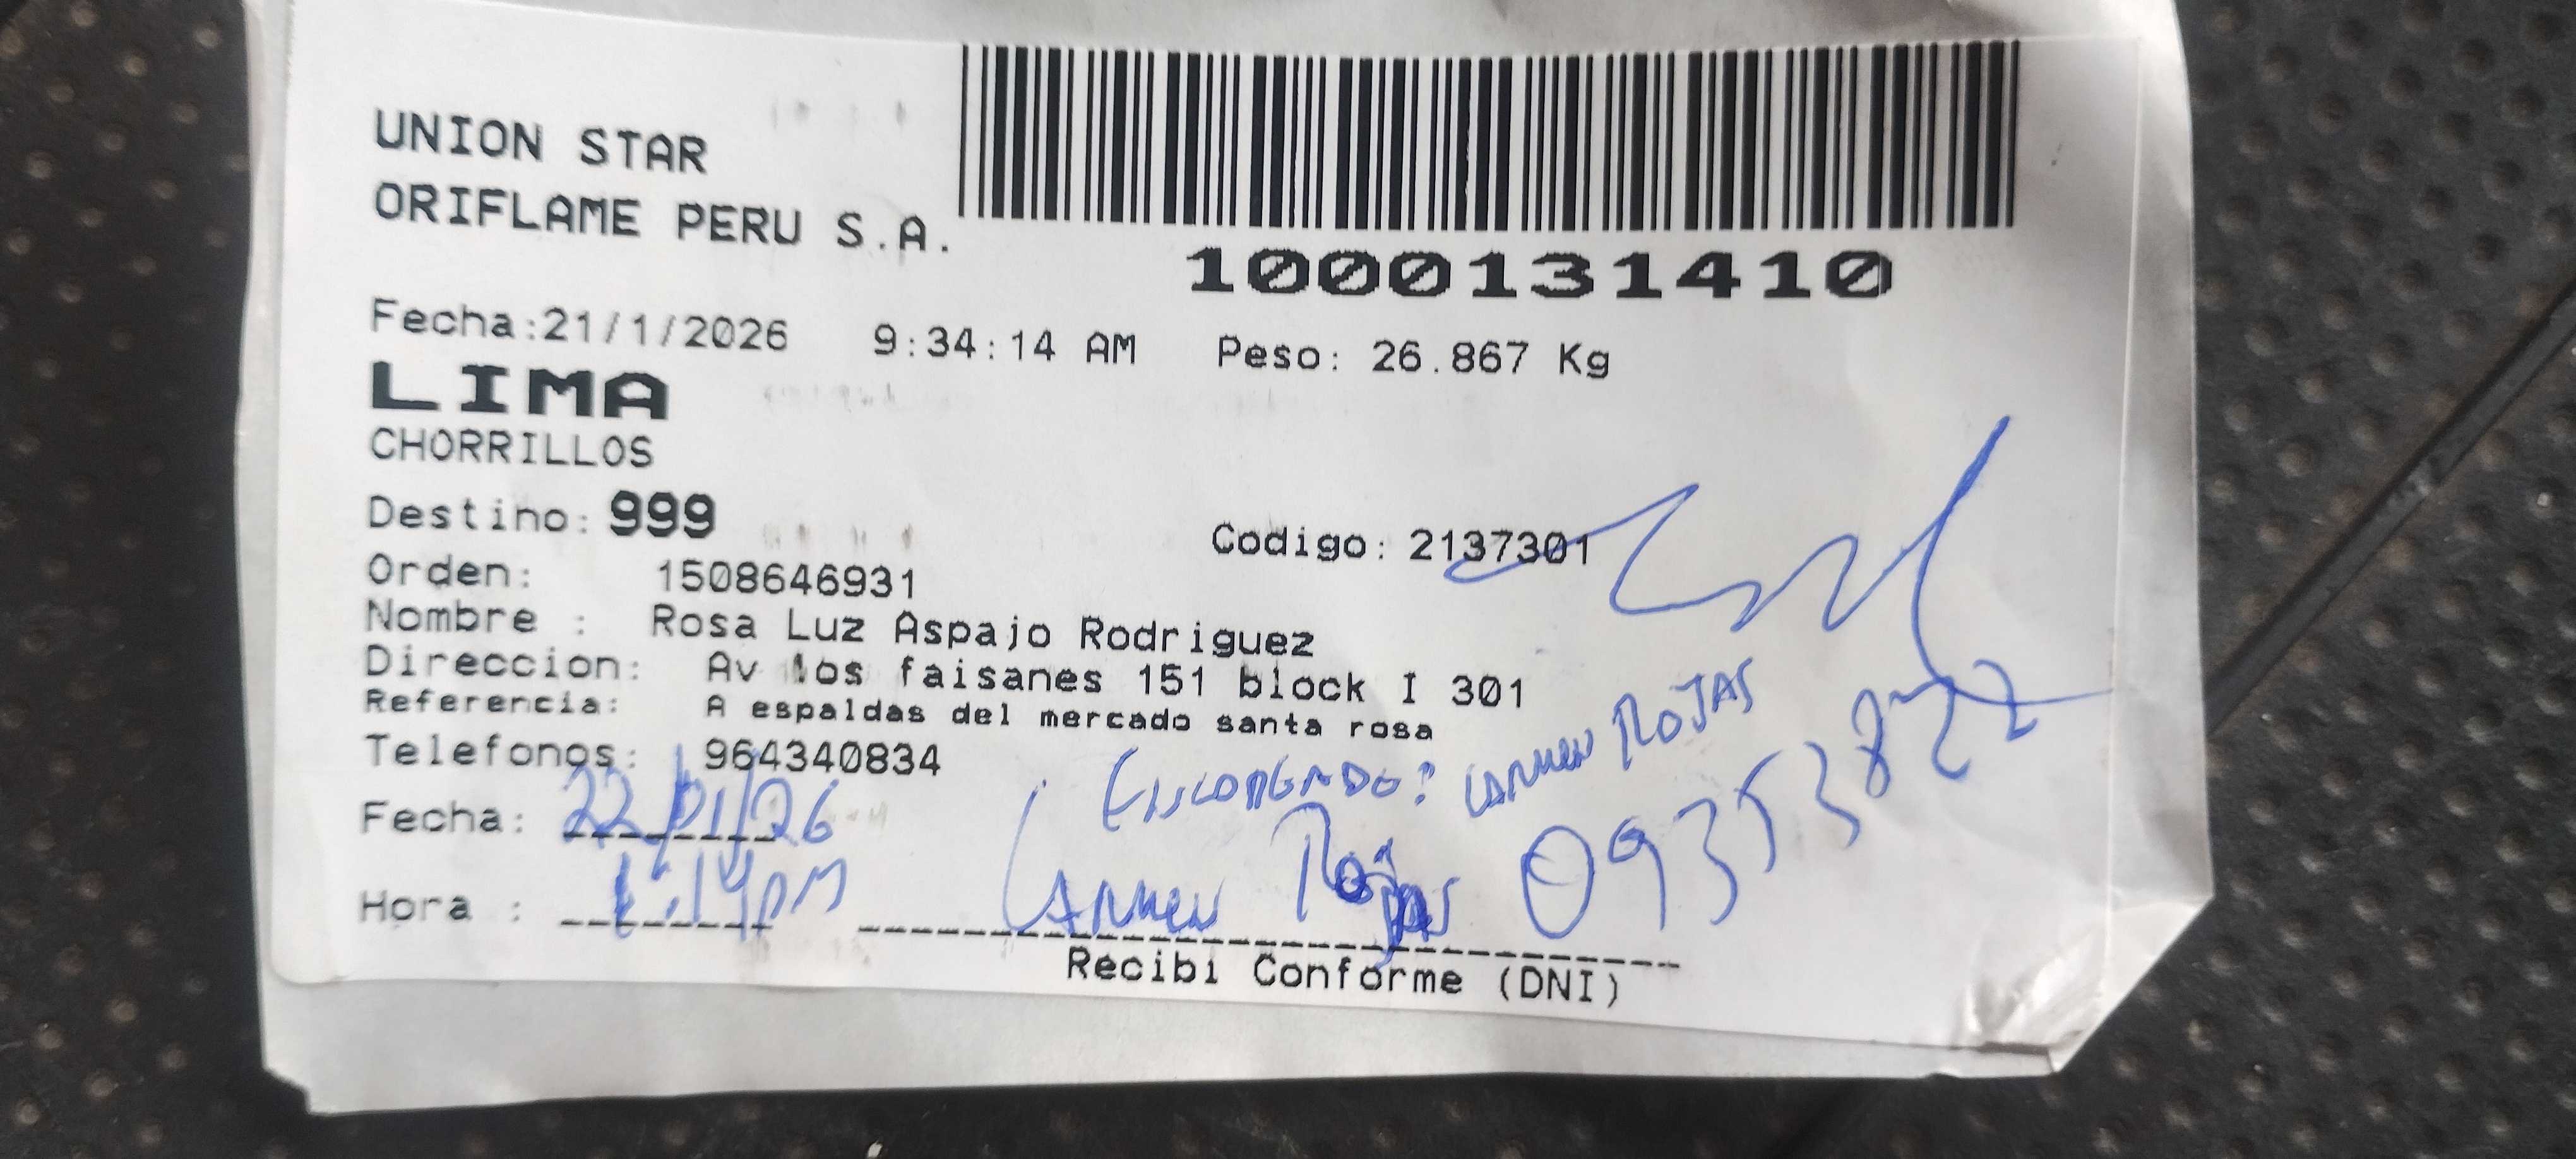 UNION STAR
ORIFLAME PERU S.A.
1000131410
Fecha:21/1/2026 9:34:14 AM Peso: 26.867 Kg
LIMA
CHORRILLOS
Destino: 999
Codigo: 2137301
Orden: 1508646931
Nombre : Rosa Luz Aspajo Rodriguez
Direccion: Av los faisanes 151 block I 301
Referencia: A espaldas del mercado santa rosa
Telefonos: 964340834
ENCARGADO: CARMEN ROJAS
Fecha: 22/01/26
Hora : 1:14 PM
CARMEN Rojas
Recibi Conforme (DNI)